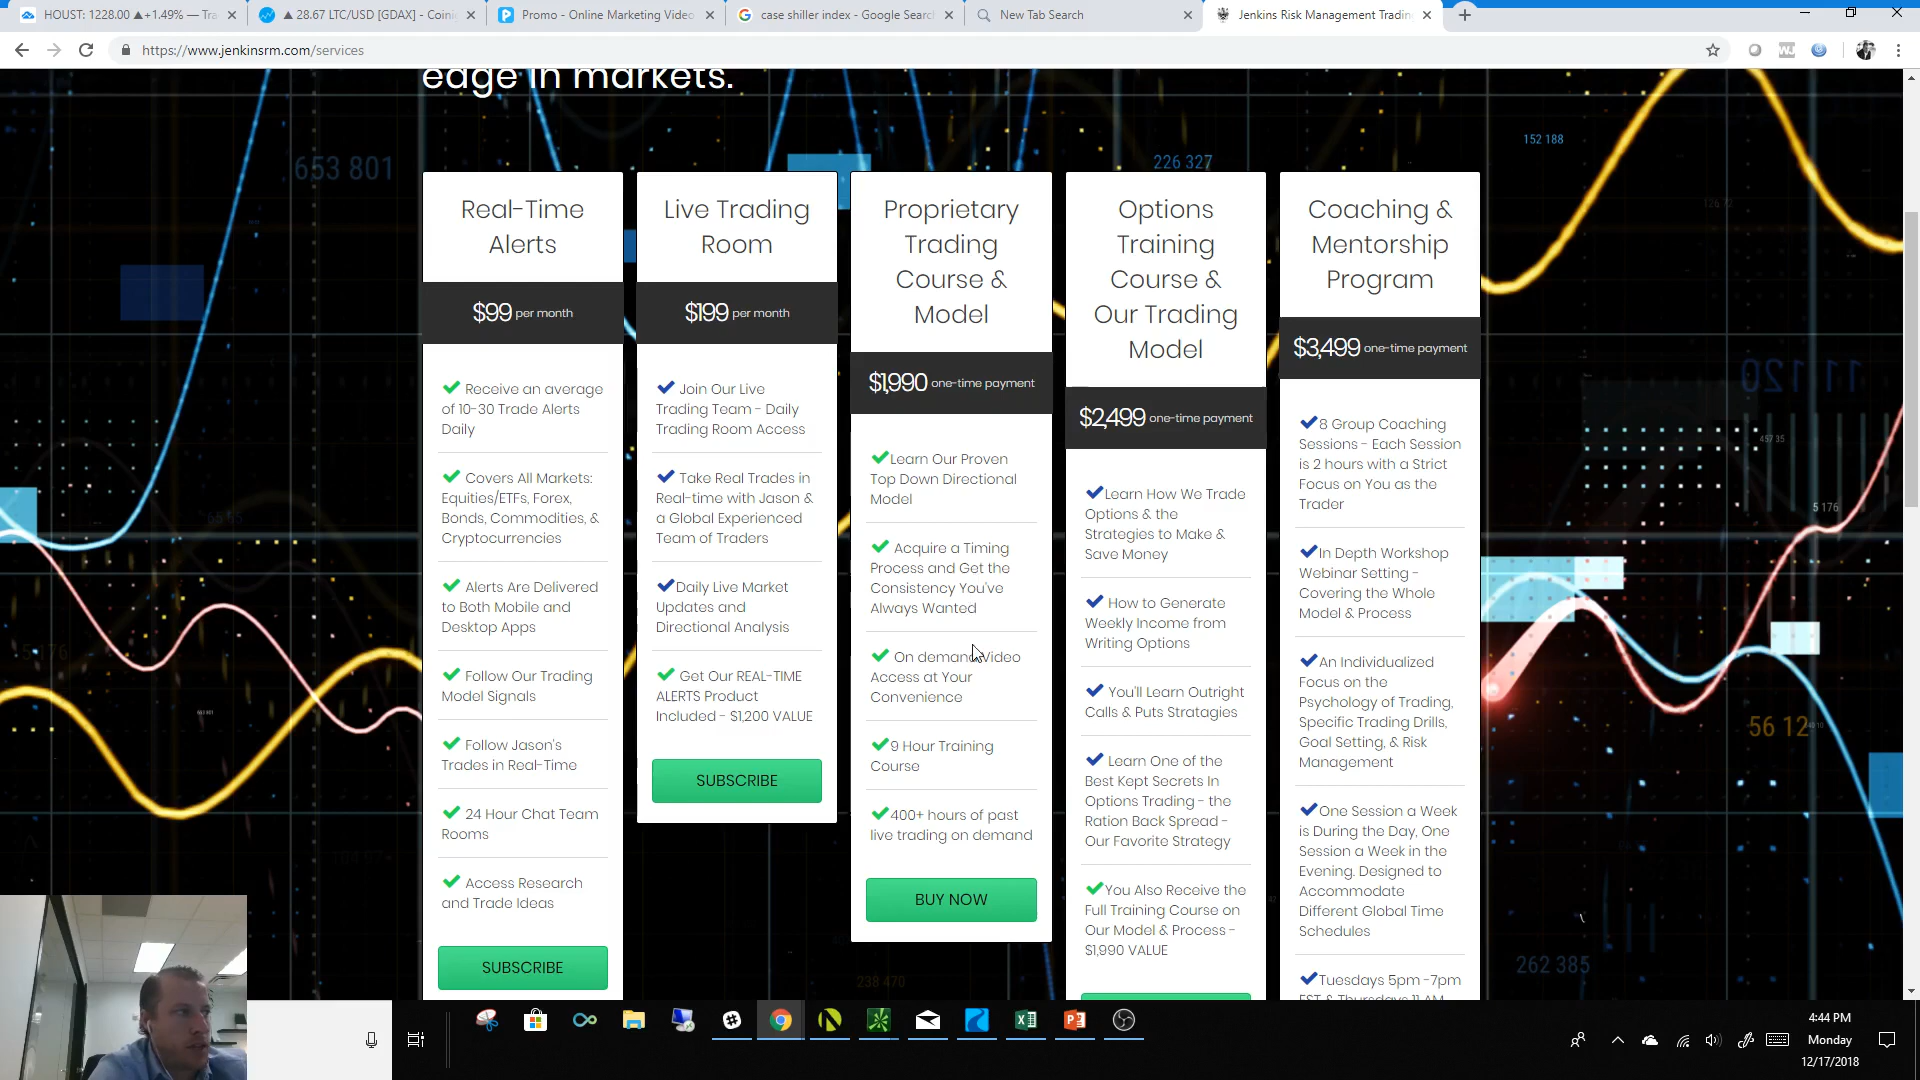 HOUST: 1228.00 ▲+1.49% — Tra
▲ 28.67 LTC/USD [GDAX] - Coini
Promo - Online Marketing Video
case shiller index - Google Searc
New Tab Search
Jenkins Risk Management Tradin
https://www.jenkinsrm.com/services
edge in markets.
653 801
226 327
152 188
126 72
Real-Time
Alerts
$99 per month
Receive an average
of 10-30 Trade Alerts
Daily
Covers All Markets:
Equities/ETFs, Forex,
Bonds, Commodities, &
Cryptocurrencies
Alerts Are Delivered
to Both Mobile and
Desktop Apps
Follow Our Trading
Model Signals
Follow Jason's
Trades in Real-Time
24 Hour Chat Team
Rooms
Access Research
and Trade Ideas
SUBSCRIBE
Live Trading
Room
$199 per month
Join Our Live
Trading Team - Daily
Trading Room Access
Take Real Trades in
Real-time with Jason &
a Global Experienced
Team of Traders
Daily Live Market
Updates and
Directional Analysis
Get Our REAL-TIME
ALERTS Product
Included - $1,200 VALUE
SUBSCRIBE
Proprietary
Trading
Course &
Model
$1,990 one-time payment
Learn Our Proven
Top Down Directional
Model
Acquire a Timing
Process and Get the
Consistency You've
Always Wanted
On demand Video
Access at Your
Convenience
9 Hour Training
Course
400+ hours of past
live trading on demand
BUY NOW
Options
Training
Course &
Our Trading
Model
$2,499 one-time payment
Learn How We Trade
Options & the
Strategies to Make &
Save Money
How to Generate
Weekly Income from
Writing Options
You'll Learn Outright
Calls & Puts Stratagies
Learn One of the
Best Kept Secrets In
Options Trading - the
Ration Back Spread -
Our Favorite Strategy
You Also Receive the
Full Training Course on
Our Model & Process -
$1,990 VALUE
Coaching &
Mentorship
Program
$3,499 one-time payment
8 Group Coaching
Sessions - Each Session
is 2 hours with a Strict
Focus on You as the
Trader
In Depth Workshop
Webinar Setting -
Covering the Whole
Model & Process
An Individualized
Focus on the
Psychology of Trading,
Specific Trading Drills,
Goal Setting, & Risk
Management
One Session a Week
is During the Day, One
Session a Week in the
Evening. Designed to
Accommodate
Different Global Time
Schedules
Tuesdays 5pm -7pm
EST & Thursdays 11 AM
457 35
5 176
56 12
262 385
238 470
5 176
4:44 PM
Monday
12/17/2018